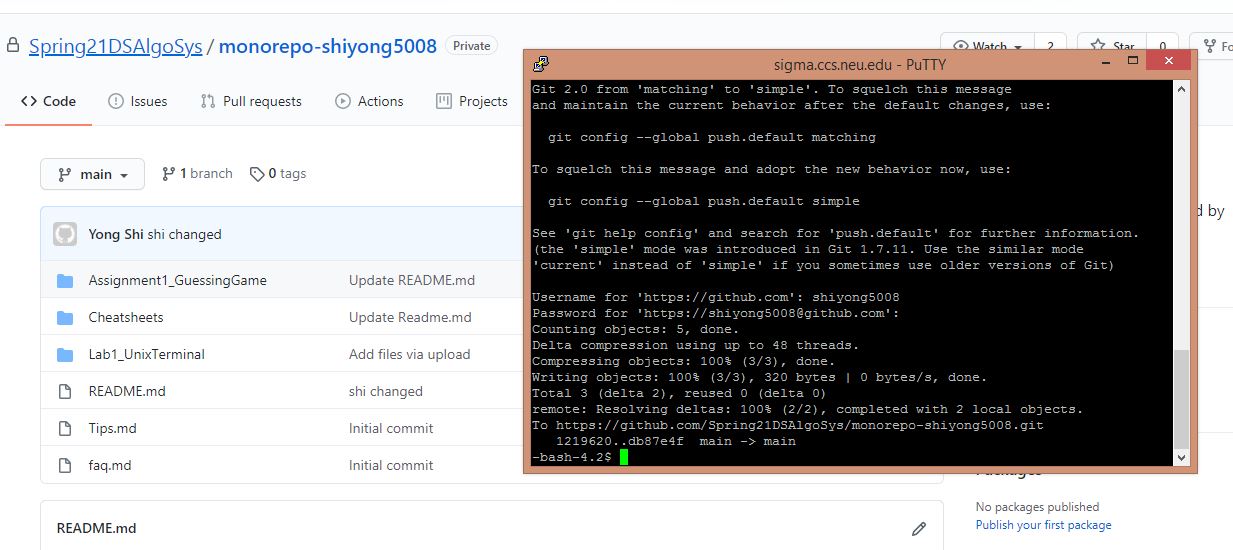 Spring21DSAlgoSys / monorepo-shiyong5008 Private
Watch 2 Star 0
Code Issues Pull requests Actions Projects
main 1 branch 0 tags
Yong Shi shi changed
Assignment1_GuessingGame Update README.md
Cheatsheets Update Readme.md
Lab1_UnixTerminal Add files via upload
README.md shi changed
Tips.md Initial commit
faq.md Initial commit
README.md
sigma.ccs.neu.edu - PuTTY
Git 2.0 from 'matching' to 'simple'. To squelch this message
and maintain the current behavior after the default changes, use:
git config --global push.default matching
To squelch this message and adopt the new behavior now, use:
git config --global push.default simple
See 'git help config' and search for 'push.default' for further information.
(the 'simple' mode was introduced in Git 1.7.11. Use the similar mode
'current' instead of 'simple' if you sometimes use older versions of Git)
Username for 'https://github.com': shiyong5008
Password for 'https://shiyong5008@github.com':
Counting objects: 5, done.
Delta compression using up to 48 threads.
Compressing objects: 100% (3/3), done.
Writing objects: 100% (3/3), 320 bytes | 0 bytes/s, done.
Total 3 (delta 2), reused 0 (delta 0)
remote: Resolving deltas: 100% (2/2), completed with 2 local objects.
To https://github.com/Spring21DSAlgoSys/monorepo-shiyong5008.git
1219620..db87e4f main -> main
-bash-4.2$
by
No packages published
Publish your first package